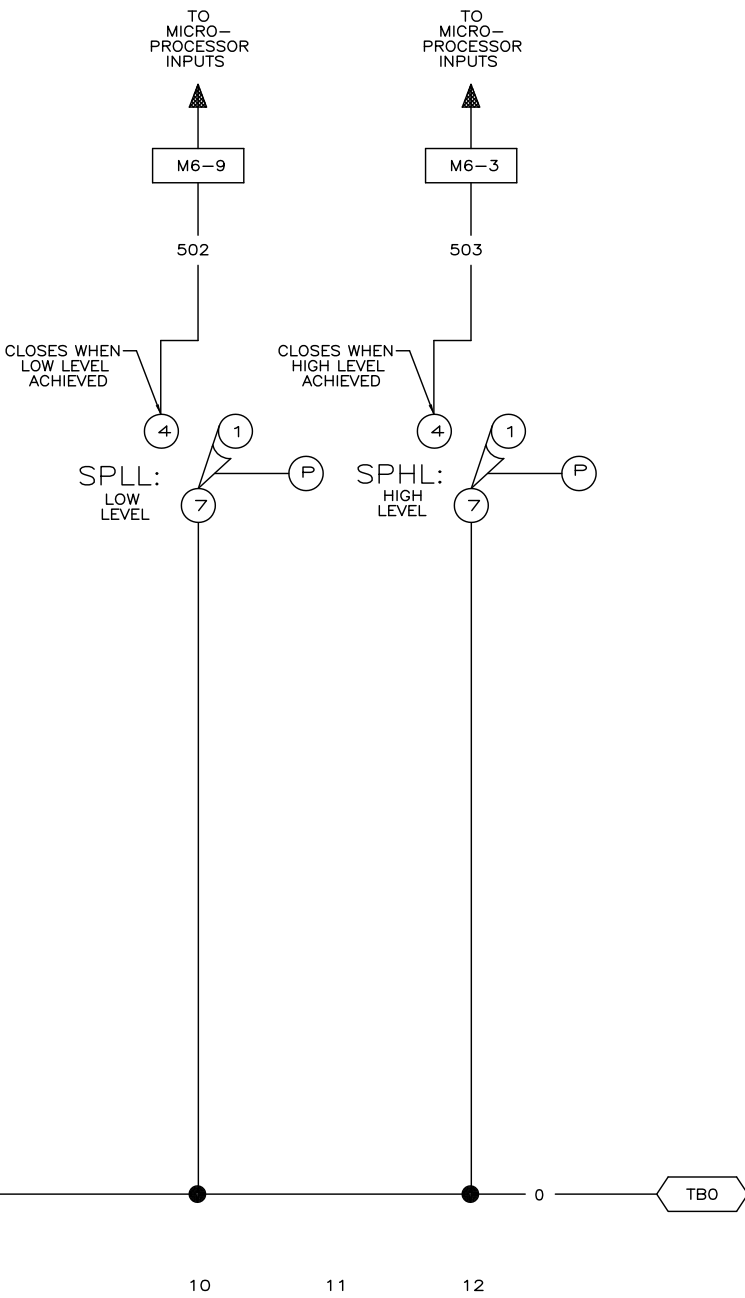 TO
MICRO-
PROCESSOR
INPUTS
TO
MICRO-
PROCESSOR
INPUTS
M6-9
M6-3
502
503
CLOSES WHEN
LOW LEVEL
ACHIEVED
CLOSES WHEN
HIGH LEVEL
ACHIEVED
4
1
4
1
SPLL:
LOW
LEVEL
P
SPHL:
HIGH
LEVEL
P
7
7
0
TB0
10
11
12